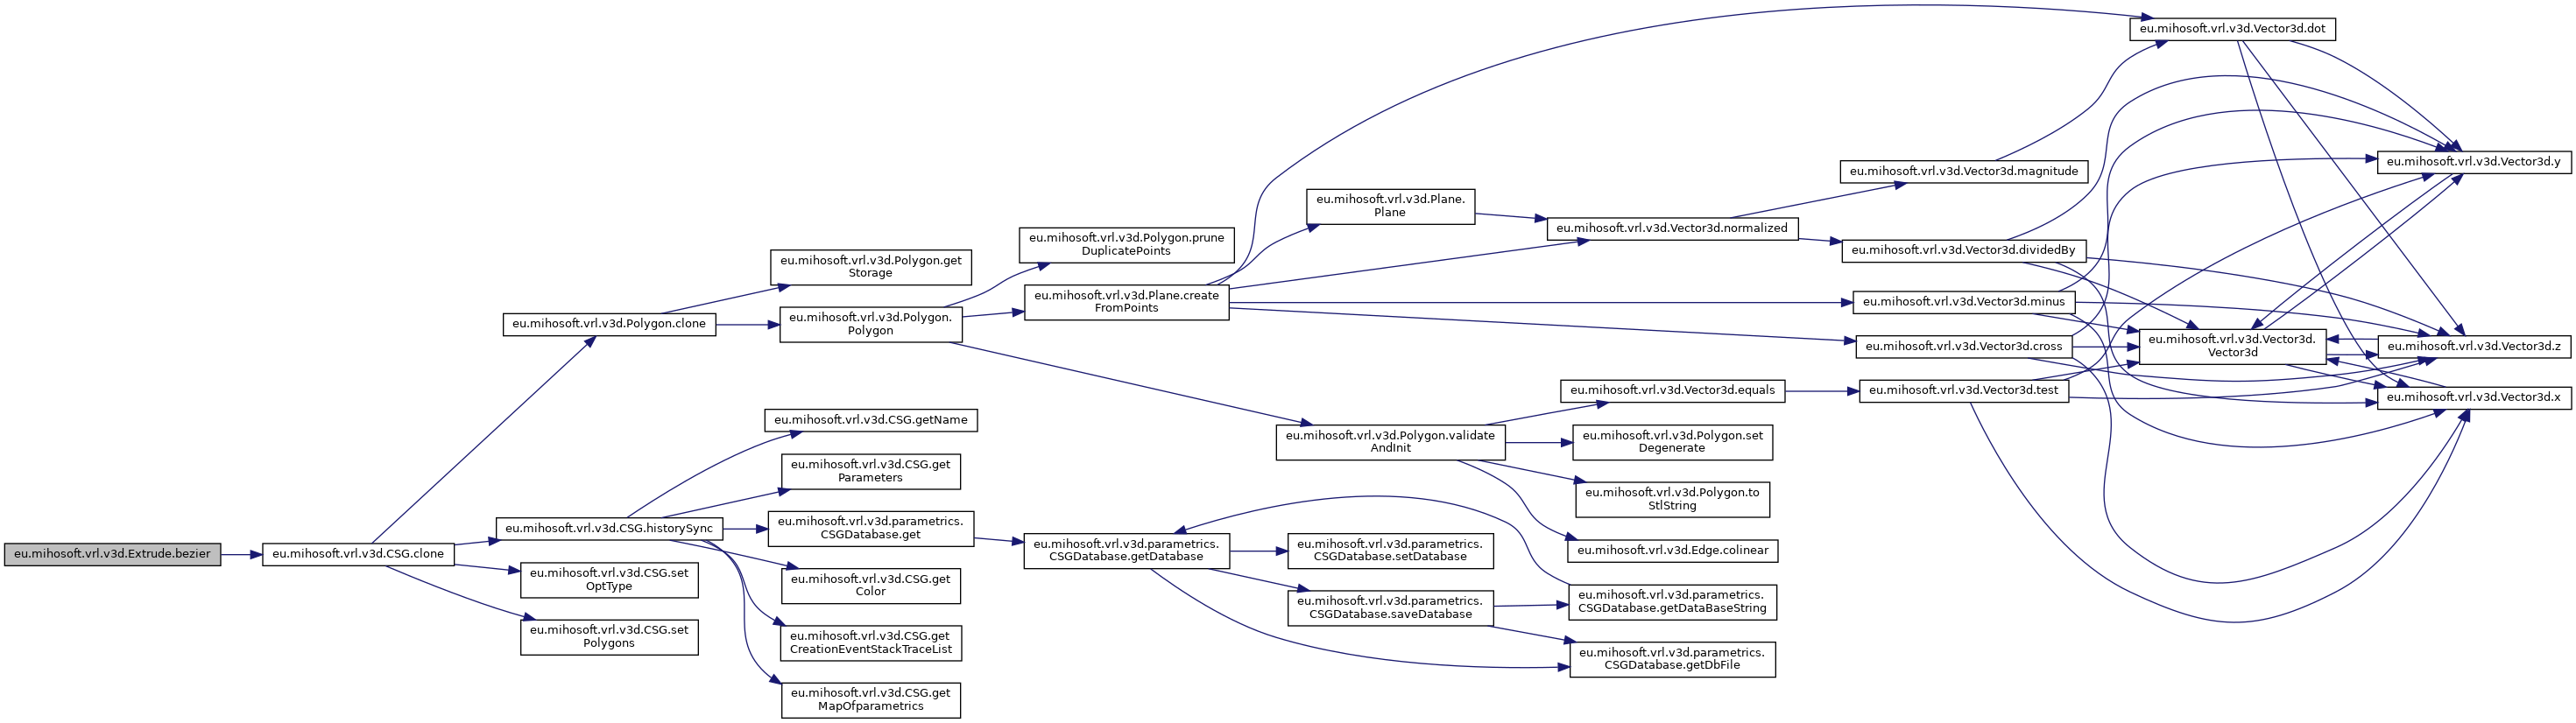 eu.mihosoft.vrl.v3d.Extrude.bezier
eu.mihosoft.vrl.v3d.CSG.clone
eu.mihosoft.vrl.v3d.Polygon.clone
eu.mihosoft.vrl.v3d.CSG.historySync
eu.mihosoft.vrl.v3d.CSG.set
OptType
eu.mihosoft.vrl.v3d.CSG.set
Polygons
eu.mihosoft.vrl.v3d.Polygon.get
Storage
eu.mihosoft.vrl.v3d.Polygon.
Polygon
eu.mihosoft.vrl.v3d.CSG.getName
eu.mihosoft.vrl.v3d.CSG.get
Parameters
eu.mihosoft.vrl.v3d.parametrics.
CSGDatabase.get
eu.mihosoft.vrl.v3d.CSG.get
Color
eu.mihosoft.vrl.v3d.CSG.get
CreationEventStackTraceList
eu.mihosoft.vrl.v3d.CSG.get
MapOfparametrics
eu.mihosoft.vrl.v3d.Polygon.prune
DuplicatePoints
eu.mihosoft.vrl.v3d.Plane.create
FromPoints
eu.mihosoft.vrl.v3d.parametrics.
CSGDatabase.getDatabase
eu.mihosoft.vrl.v3d.Plane.
Plane
eu.mihosoft.vrl.v3d.Polygon.validate
AndInit
eu.mihosoft.vrl.v3d.parametrics.
CSGDatabase.setDatabase
eu.mihosoft.vrl.v3d.parametrics.
CSGDatabase.saveDatabase
eu.mihosoft.vrl.v3d.Vector3d.normalized
eu.mihosoft.vrl.v3d.Vector3d.equals
eu.mihosoft.vrl.v3d.Polygon.set
Degenerate
eu.mihosoft.vrl.v3d.Polygon.to
StlString
eu.mihosoft.vrl.v3d.Edge.colinear
eu.mihosoft.vrl.v3d.parametrics.
CSGDatabase.getDataBaseString
eu.mihosoft.vrl.v3d.parametrics.
CSGDatabase.getDbFile
eu.mihosoft.vrl.v3d.Vector3d.magnitude
eu.mihosoft.vrl.v3d.Vector3d.dividedBy
eu.mihosoft.vrl.v3d.Vector3d.minus
eu.mihosoft.vrl.v3d.Vector3d.cross
eu.mihosoft.vrl.v3d.Vector3d.test
eu.mihosoft.vrl.v3d.Vector3d.dot
eu.mihosoft.vrl.v3d.Vector3d.
Vector3d
eu.mihosoft.vrl.v3d.Vector3d.y
eu.mihosoft.vrl.v3d.Vector3d.z
eu.mihosoft.vrl.v3d.Vector3d.x